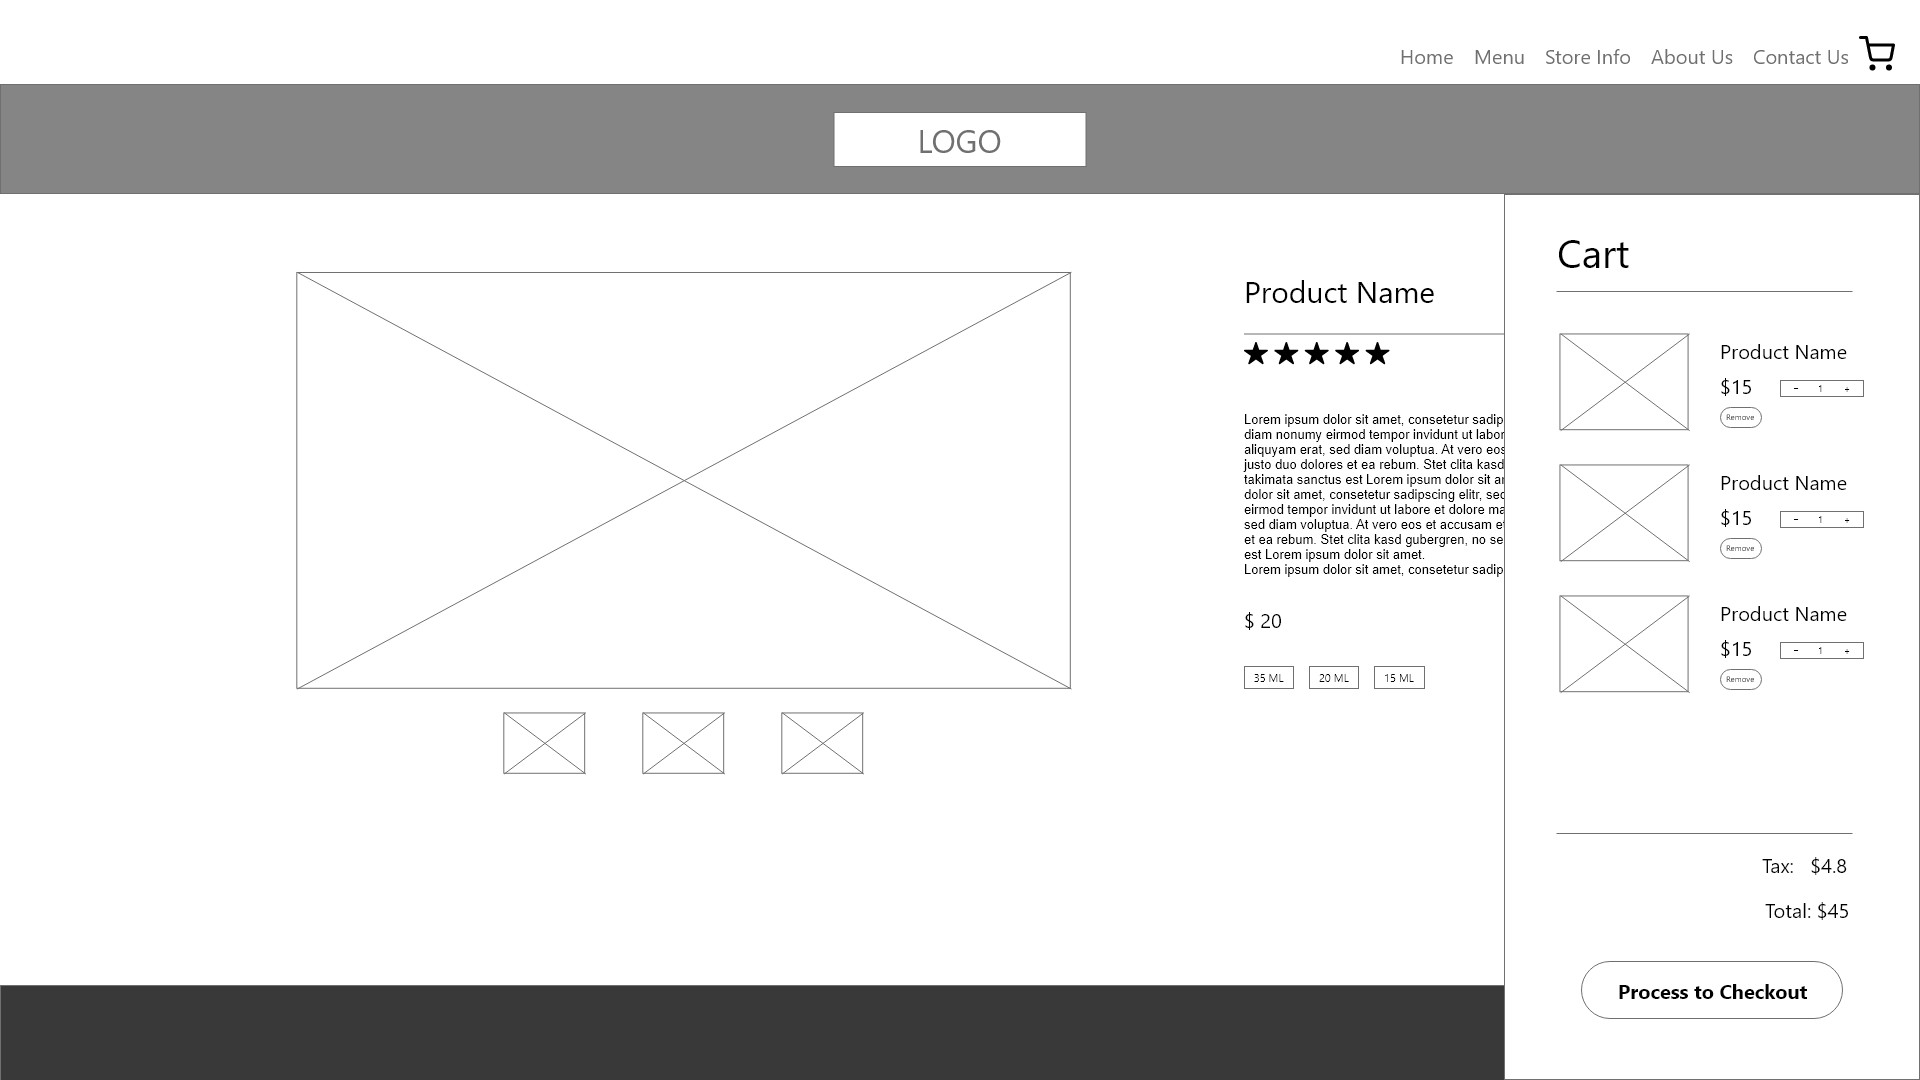 Home Menu Store Info About Us Contact Us
LOGO
Product Name
Lorem ipsum dolor sit amet, consetetur sadip
diam nonumy eirmod tempor invidunt ut labor
aliquyam erat, sed diam voluptua. At vero eos
justo duo dolores et ea rebum. Stet clita kasd
takimata sanctus est Lorem ipsum dolor sit
dolor sit amet, consetetur sadipscing elitr, sed
eirmod tempor invidunt ut labore et dolore ma
sed diam voluptua. At vero eos et accusam et
et ea rebum. Stet clita kasd gubergren, no se
est Lorem ipsum dolor sit amet.
Lorem ipsum dolor sit amet, consetetur sadip
$ 20
35 ML 20 ML 15 ML
Cart
Product Name
$15 - 1 +
Remove
Product Name
$15 - 1 +
Remove
Product Name
$15 - 1 +
Remove
Tax: $4.8
Total: $45
Process to Checkout